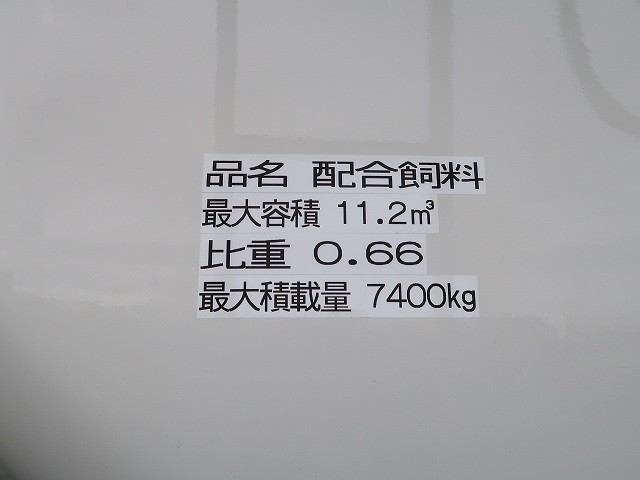 品名 配合飼料
最大容積 11.2㎥
比重 0.66
最大積載量 7400kg